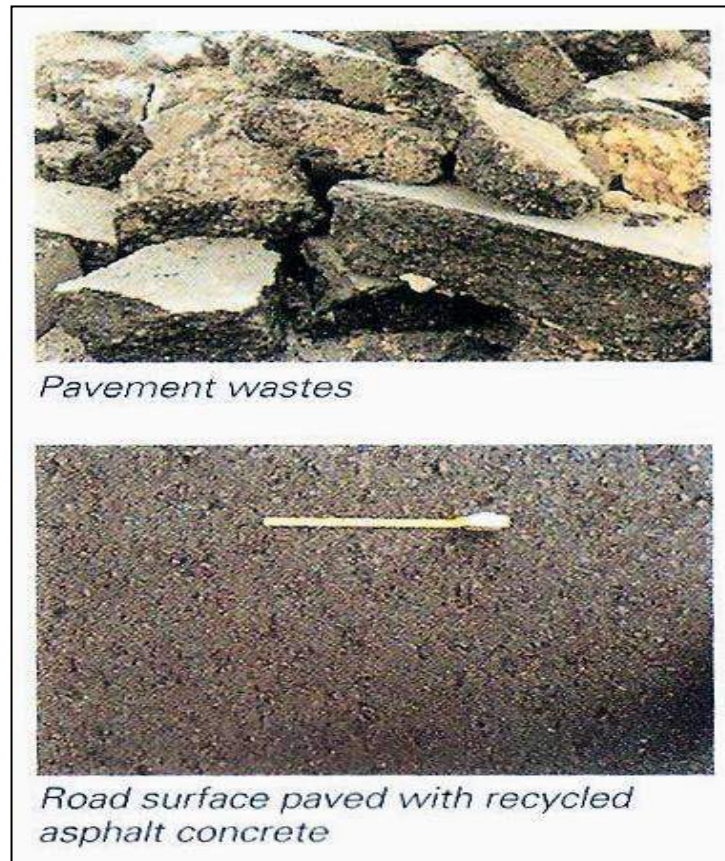 Pavement wastes
Road surface paved with recycled
asphalt concrete